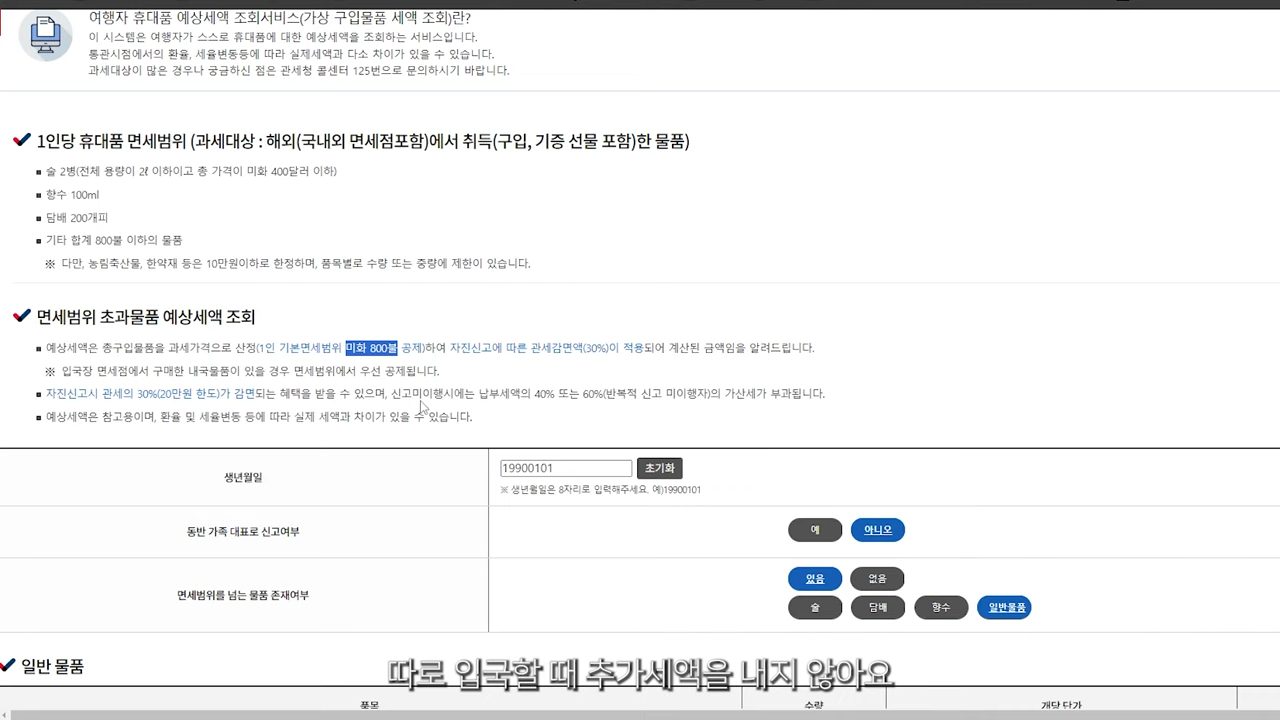 여행자 휴대품 예상세액 조회서비스(가상 구입물품 세액 조회)란?
이 시스템은 여행자가 스스로 휴대품에 대한 예상세액을 조회하는 서비스입니다.
통관시점에서의 환율, 세율변동등에 따라 실제세액과 다소 차이가 있을 수 있습니다.
과세대상이 많은 경우나 궁금하신 점은 관세청 콜센터 125번으로 문의하시기 바랍니다.
1인당 휴대품 면세범위 (과세대상 : 해외(국내외 면세점포함)에서 취득(구입, 기증 선물 포함)한 물품)
술 2병(전체 용량이 2ℓ 이하이고 총 가격이 미화 400달러 이하)
향수 100ml
담배 200개피
기타 합계 800불 이하의 물품
※ 다만, 농림축산물, 한약재 등은 10만원이하로 한정하며, 품목별로 수량 또는 중량에 제한이 있습니다.
면세범위 초과물품 예상세액 조회
예상세액은 총구입물품을 과세가격으로 산정(1인 기본면세범위 미화 800불 공제)하여 자진신고에 따른 관세감면액(30%)이 적용되어 계산된 금액임을 알려드립니다.
※ 입국장 면세점에서 구매한 내국물품이 있을 경우 면세범위에서 우선 공제됩니다.
자진신고시 관세의 30%(20만원 한도)가 감면되는 혜택을 받을 수 있으며, 신고미이행시에는 납부세액의 40% 또는 60%(반복적 신고 미이행자)의 가산세가 부과됩니다.
예상세액은 참고용이며, 환율 및 세율변동 등에 따라 실제 세액과 차이가 있을 수 있습니다.
생년월일
19900101 초기화
※ 생년월일은 8자리로 입력해주세요. 예)19900101
동반 가족 대표로 신고여부
예 아니오
면세범위를 넘는 물품 존재여부
있음 없음
술 담배 향수 일반물품
일반 물품
따로 입국할 때 추가세액을 내지 않아요
품목 수량 개당 단가